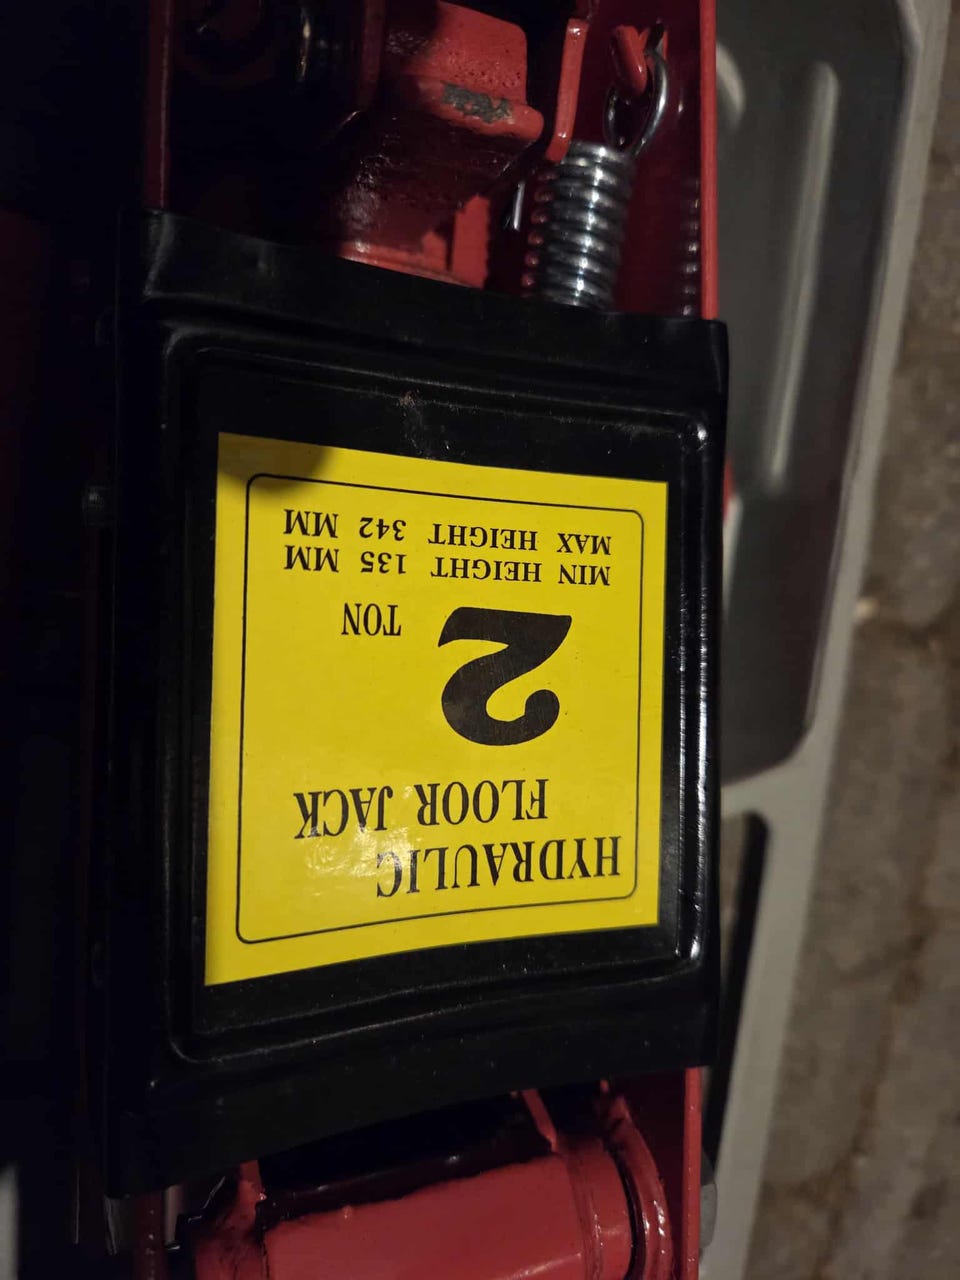 HYDRAULIC
FLOOR JACK
2 TON
MIN HEIGHT 135 MM
MAX HEIGHT 342 MM